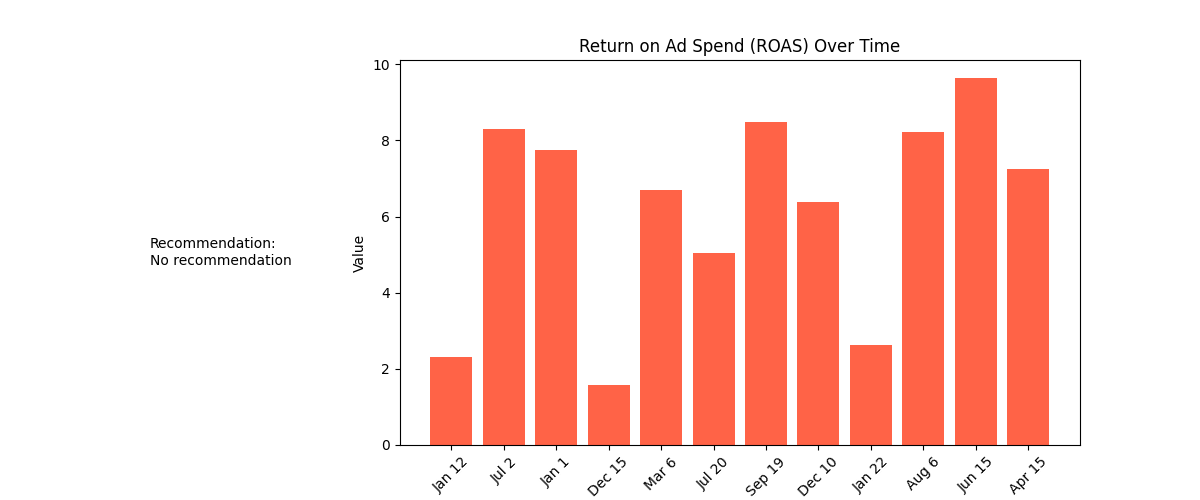 Return on Ad Spend (ROAS) Over Time
Recommendation:
No recommendation
Value
10
8
6
4
2
0
Jan 12
Jul 2
Jan 1
Dec 15
Mar 6
Jul 20
Sep 19
Dec 10
Jan 22
Aug 6
Jun 15
Apr 15